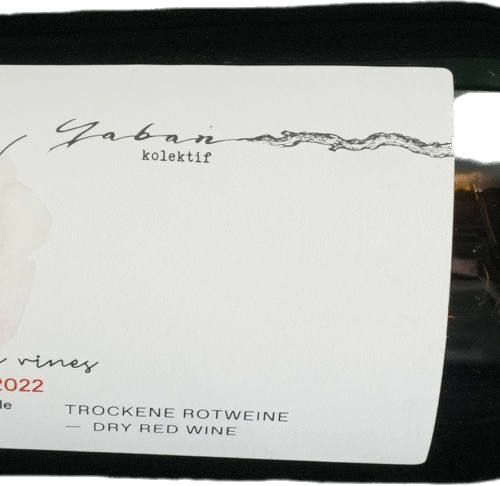 Yaban
kolektif
vines
2022
TROCKENE ROTWEINE
— DRY RED WINE